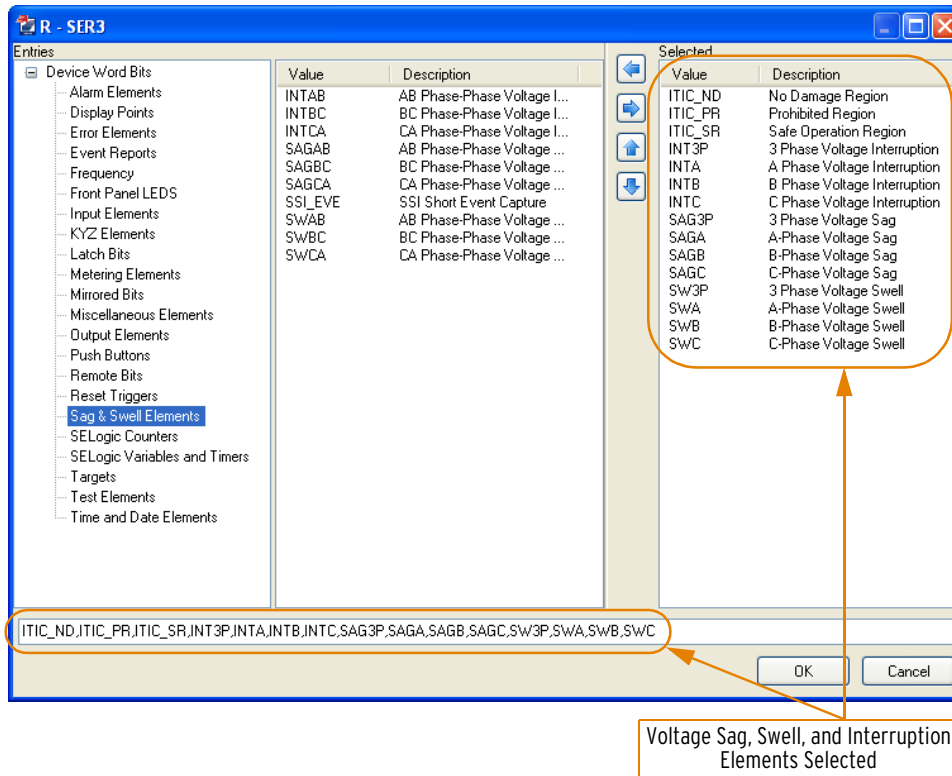 R - SER3
Entries
Device Word Bits
Alarm Elements
Display Points
Error Elements
Event Reports
Frequency
Front Panel LEDS
Input Elements
KYZ Elements
Latch Bits
Metering Elements
Mirrored Bits
Miscellaneous Elements
Output Elements
Push Buttons
Remote Bits
Reset Triggers
Sag & Swell Elements
SELogic Counters
SELogic Variables and Timers
Targets
Test Elements
Time and Date Elements
Value Description
INTAB AB Phase-Phase Voltage I...
INTBC BC Phase-Phase Voltage I...
INTCA CA Phase-Phase Voltage I...
SAGAB AB Phase-Phase Voltage ...
SAGBC BC Phase-Phase Voltage ...
SAGCA CA Phase-Phase Voltage ...
SSI_EVE SSI Short Event Capture
SWAB AB Phase-Phase Voltage ...
SWBC BC Phase-Phase Voltage ...
SWCA CA Phase-Phase Voltage ...
Selected
Value Description
ITIC_ND No Damage Region
ITIC_PR Prohibited Region
ITIC_SR Safe Operation Region
INT3P 3 Phase Voltage Interruption
INTA A Phase Voltage Interruption
INTB B Phase Voltage Interruption
INTC C Phase Voltage Interruption
SAG3P 3 Phase Voltage Sag
SAGA A-Phase Voltage Sag
SAGB B-Phase Voltage Sag
SAGC C-Phase Voltage Sag
SW3P 3 Phase Voltage Swell
SWA A-Phase Voltage Swell
SWB B-Phase Voltage Swell
SWC C-Phase Voltage Swell
ITIC_ND,ITIC_PR,ITIC_SR,INT3P,INTA,INTB,INTC,SAG3P,SAGA,SAGB,SAGC,SW3P,SWA,SWB,SWC
OK Cancel
Voltage Sag, Swell, and Interruption
Elements Selected